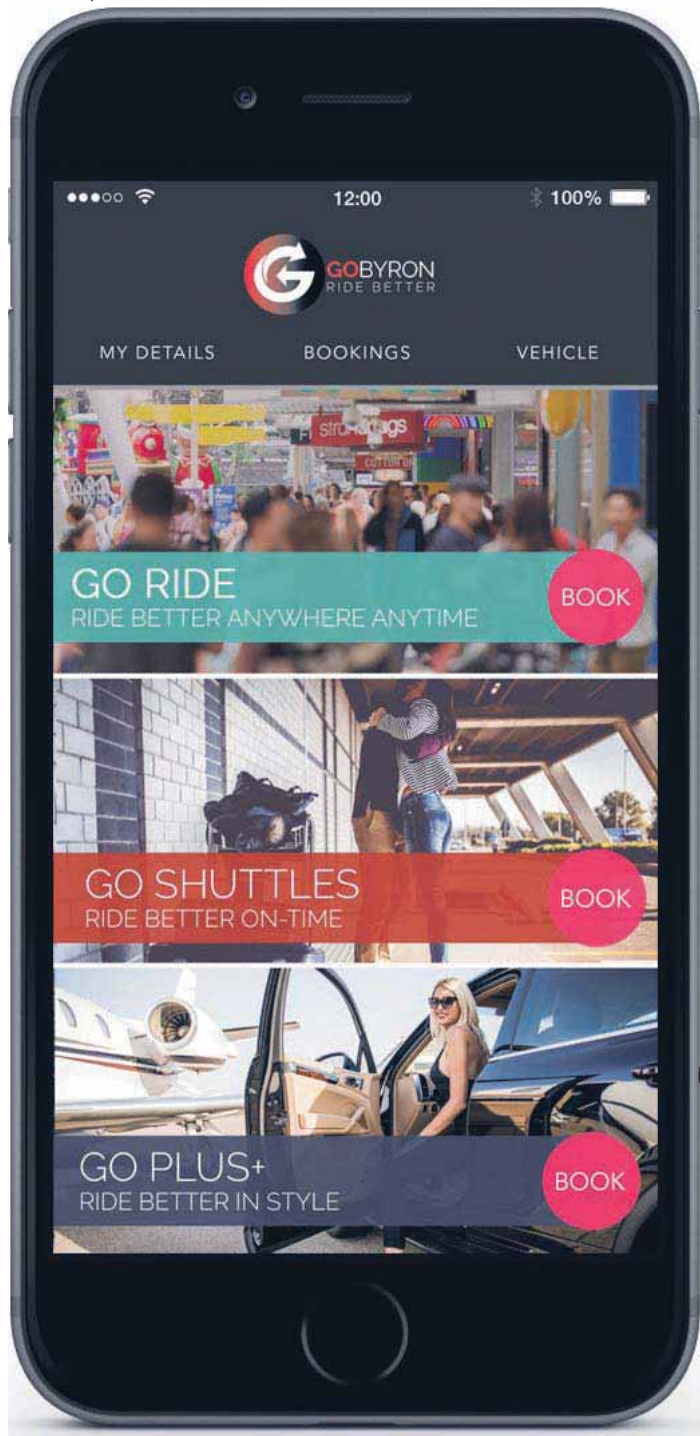 12:00
100%
GOBYRON
RIDE BETTER
MY DETAILS BOOKINGS VEHICLE
GO RIDE
RIDE BETTER ANYWHERE ANYTIME
BOOK
GO SHUTTLES
RIDE BETTER ON-TIME
BOOK
GO PLUS+
RIDE BETTER IN STYLE
BOOK